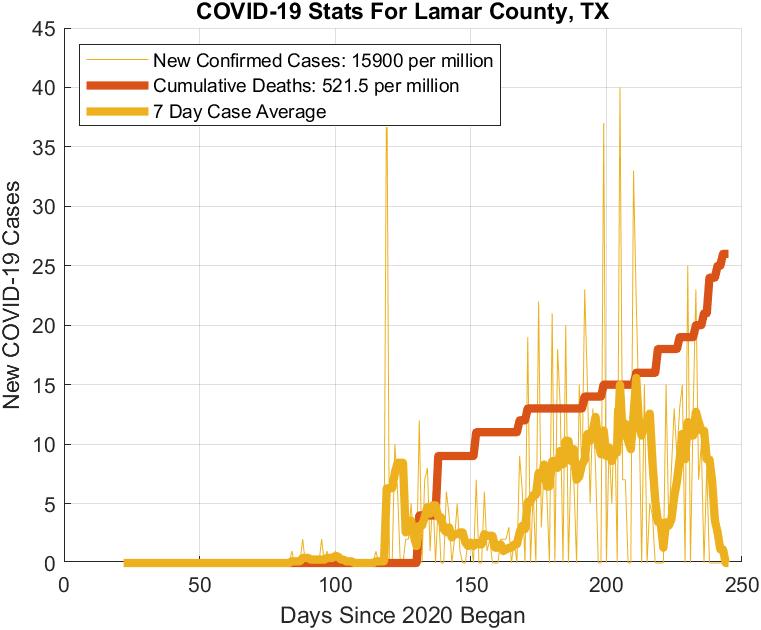 COVID-19 Stats For Lamar County, TX
New Confirmed Cases: 15900 per million
Cumulative Deaths: 521.5 per million
7 Day Case Average
New COVID-19 Cases
45
40
35
30
25
20
15
10
5
0
0 50 100 150 200 250
Days Since 2020 Began